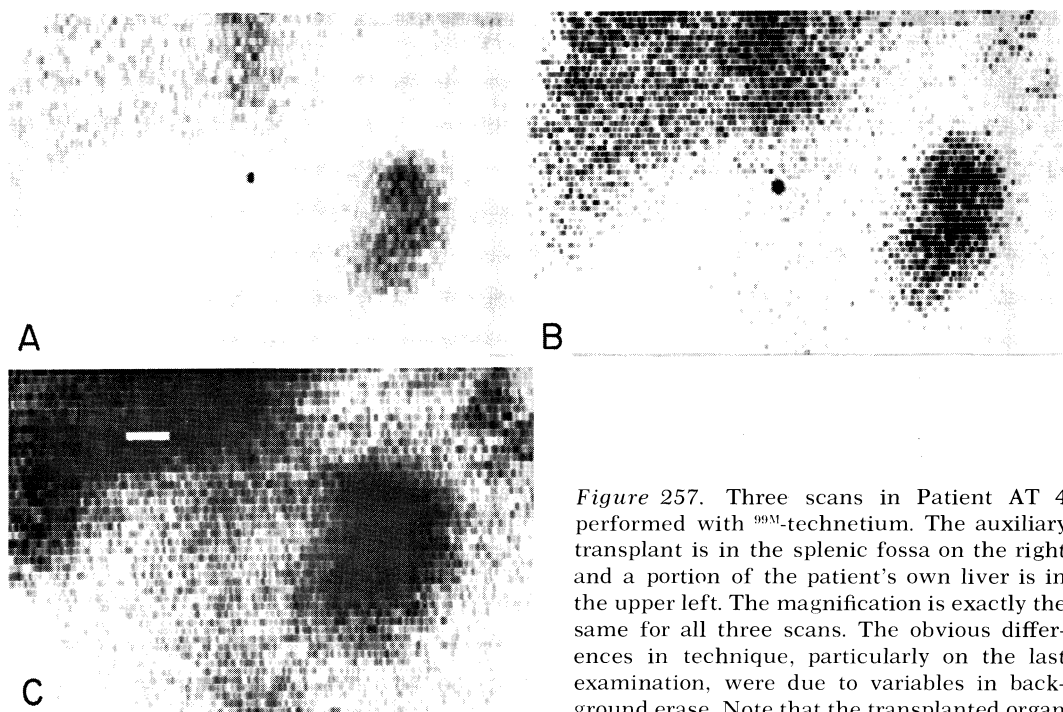 A
B
C
Figure 257. Three scans in Patient AT 4
performed with 99M-technetium. The auxiliary
transplant is in the splenic fossa on the right
and a portion of the patient's own liver is in
the upper left. The magnification is exactly the
same for all three scans. The obvious differ-
ences in technique, particularly on the last
examination, were due to variables in back-
ground erase. Note that the transplanted organ